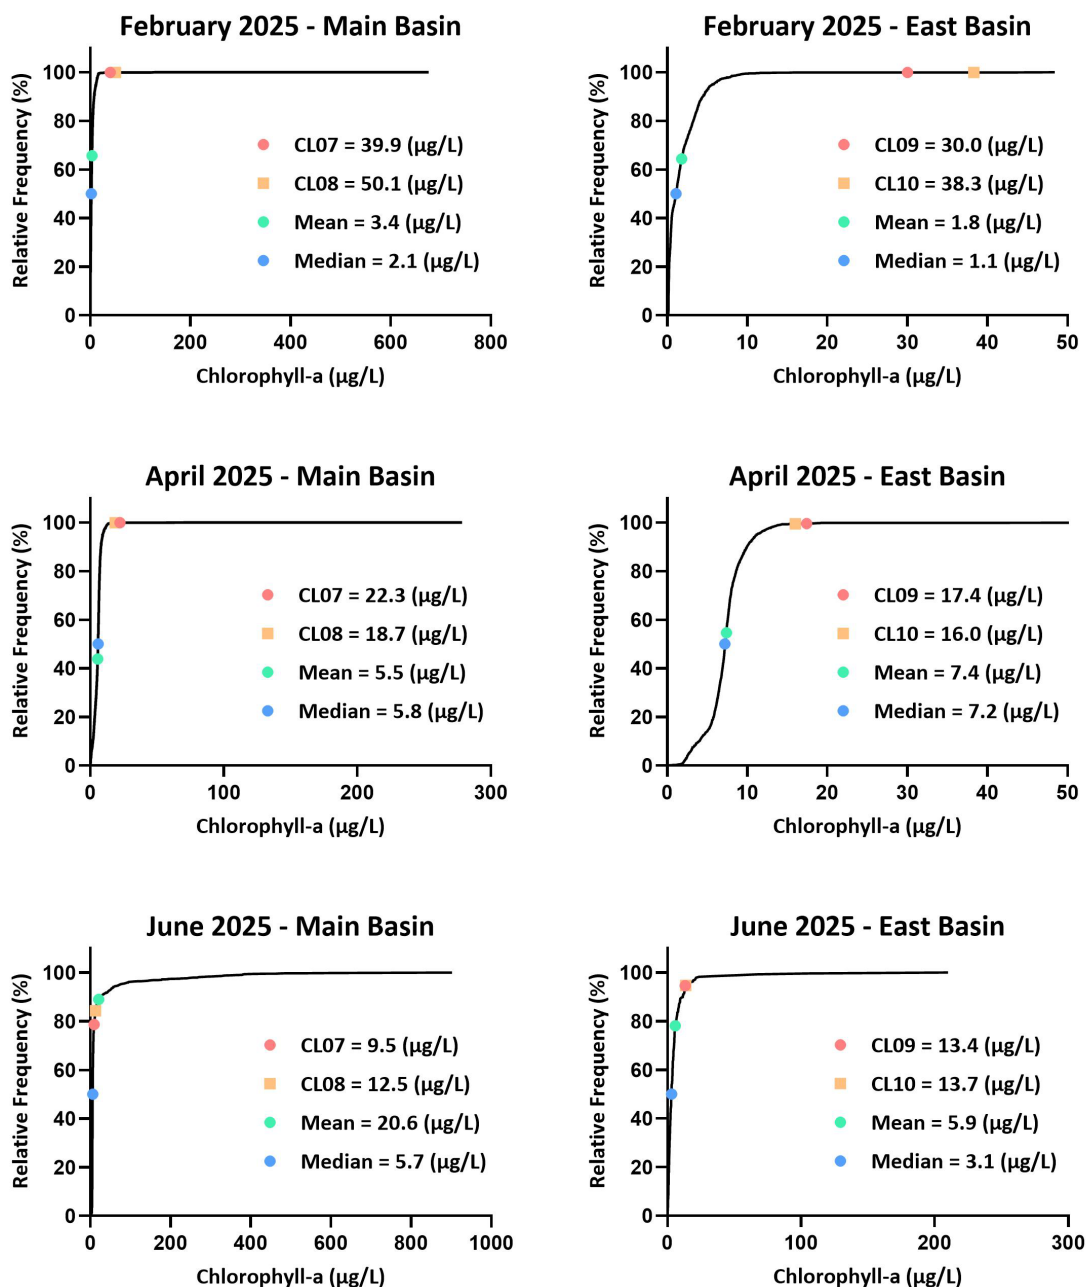 February 2025 - Main Basin
Relative Frequency (%)
100
80
60
40
20
0
CL07 = 39.9 (µg/L)
CL08 = 50.1 (µg/L)
Mean = 3.4 (µg/L)
Median = 2.1 (µg/L)
0 200 400 600 800
Chlorophyll-a (µg/L)
February 2025 - East Basin
Relative Frequency (%)
100
80
60
40
20
0
CL09 = 30.0 (µg/L)
CL10 = 38.3 (µg/L)
Mean = 1.8 (µg/L)
Median = 1.1 (µg/L)
0 10 20 30 40 50
Chlorophyll-a (µg/L)
April 2025 - Main Basin
Relative Frequency (%)
100
80
60
40
20
0
CL07 = 22.3 (µg/L)
CL08 = 18.7 (µg/L)
Mean = 5.5 (µg/L)
Median = 5.8 (µg/L)
0 100 200 300
Chlorophyll-a (µg/L)
April 2025 - East Basin
Relative Frequency (%)
100
80
60
40
20
0
CL09 = 17.4 (µg/L)
CL10 = 16.0 (µg/L)
Mean = 7.4 (µg/L)
Median = 7.2 (µg/L)
0 10 20 30 40 50
Chlorophyll-a (µg/L)
June 2025 - Main Basin
Relative Frequency (%)
100
80
60
40
20
0
CL07 = 9.5 (µg/L)
CL08 = 12.5 (µg/L)
Mean = 20.6 (µg/L)
Median = 5.7 (µg/L)
0 200 400 600 800 1000
Chlorophyll-a (µg/L)
June 2025 - East Basin
Relative Frequency (%)
100
80
60
40
20
0
CL09 = 13.4 (µg/L)
CL10 = 13.7 (µg/L)
Mean = 5.9 (µg/L)
Median = 3.1 (µg/L)
0 100 200 300
Chlorophyll-a (µg/L)